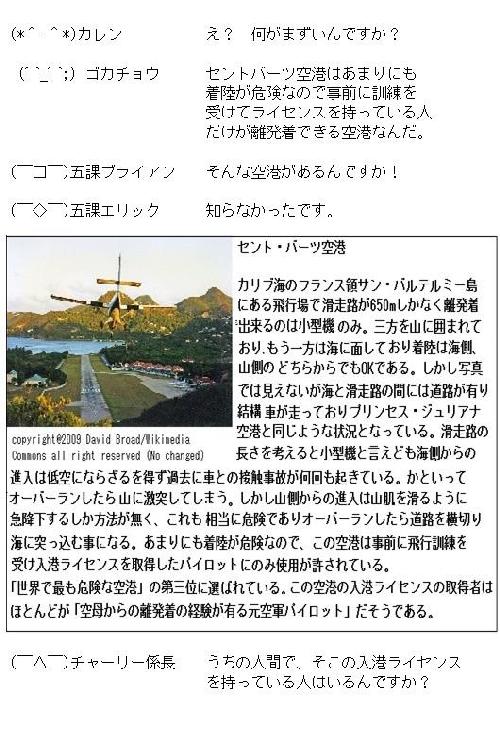 (*＾-＾*)カレン　え？　何がまずいんですか？
(´`_´`;) ゴカチョウ　セントバーツ空港はあまりにも
着陸が危険なので事前に訓練を
受けてライセンスを持っている人
だけが離発着できる空港なんだ。
(￣コ￣)五課ブライアン　そんな空港があるんですか！
(￣◇￣)五課エリック　知らなかったです。
セント・バーツ空港
カリブ海のフランス領サン・バルテルミー島
にある飛行場で滑走路が650mしかなく離発着
出来るのは小型機のみ。三方を山に囲まれて
おり､もう一方は海に面しており着陸は海側、
山側のどちらからでもOKである。しかし写真
では見えないが海と滑走路の間には道路が有り
結構車が走っておりプリンセス・ジュリアナ
空港と同じような状況となっている。滑走路の
長さを考えると小型機と言えども海側からの
進入は低空にならざるを得ず過去に車との接触事故が何回も起きている。かといって
オーバーランしたら山に激突してしまう。しかし山側からの進入は山肌を滑るように
急降下するしか方法が無く、これも相当に危険でありオーバーランしたら道路を横切り
海に突っ込む事になる。あまりにも着陸が危険なので、この空港は事前に飛行訓練を
受け入港ライセンスを取得したパイロットにのみ使用が許されている。
「世界で最も危険な空港」の第三位に選ばれている。この空港の入港ライセンスの取得者は
ほとんどが「空母からの離発着の経験が有る元空軍パイロット」だそうである。
copyright@2009 David Broad/Wikimedia
Commons all right reserved (No charged)
(￣ヘ￣)チャーリー係長　うちの人間で、そこの入港ライセンス
を持っている人はいるんですか？